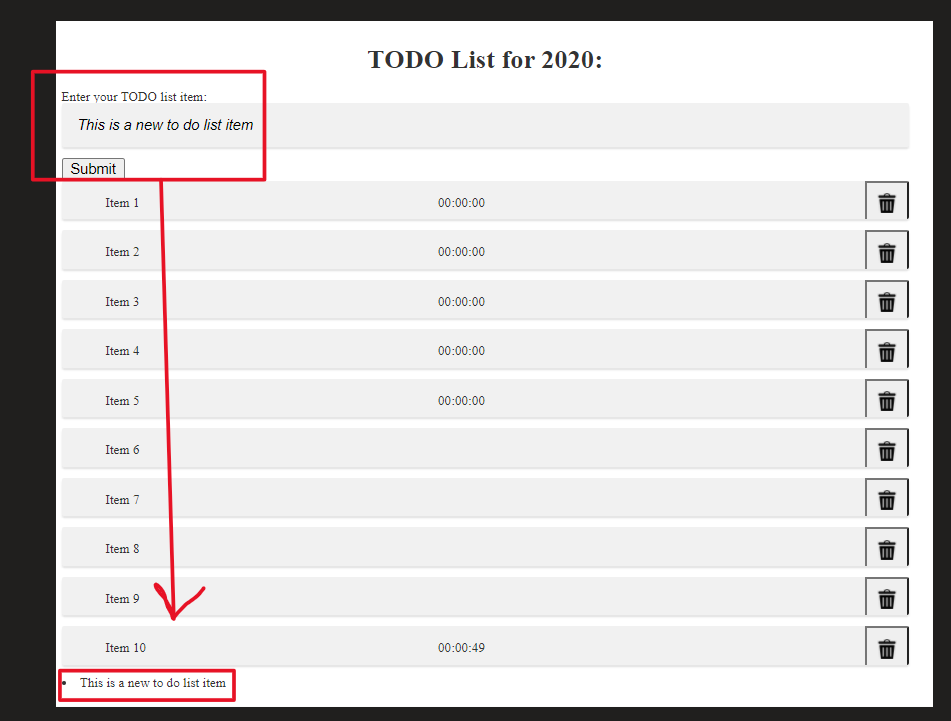 TODO List for 2020:
Enter your TODO list item:
This is a new to do list item
Submit
Item 1 00:00:00
Item 2 00:00:00
Item 3 00:00:00
Item 4 00:00:00
Item 5 00:00:00
Item 6
Item 7
Item 8
Item 9
Item 10 00:00:49
• This is a new to do list item